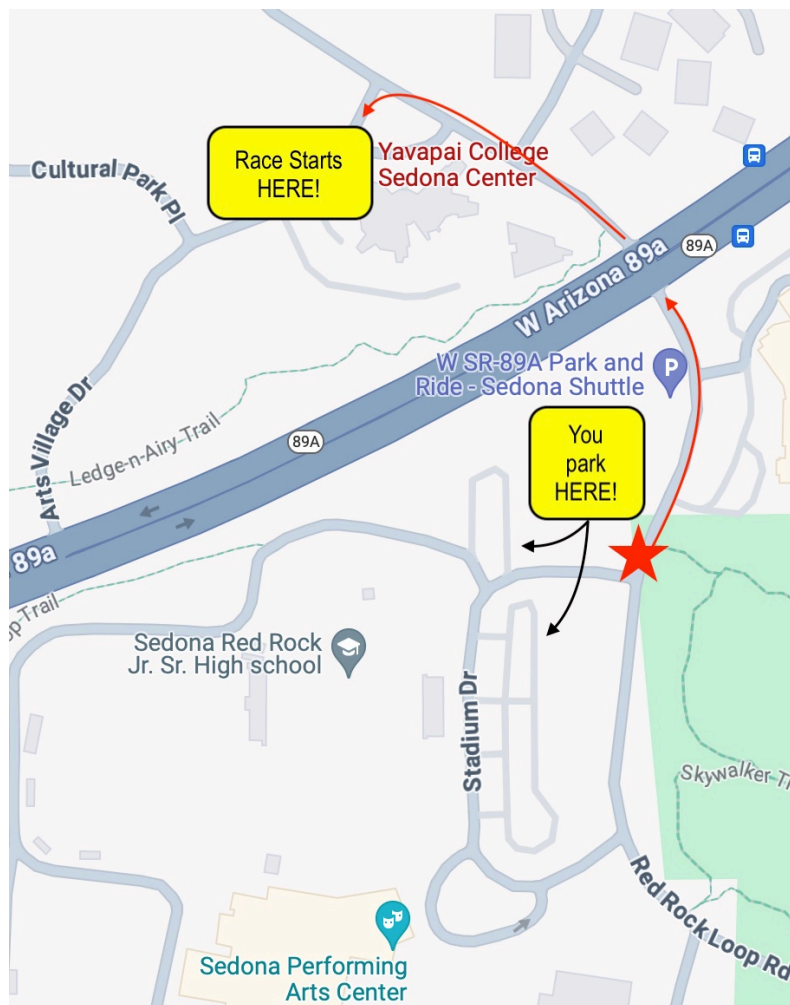 Race Starts
HERE!
Yavapai College
Sedona Center
Cultural Park Pl
89A
W Arizona 89a
W SR-89A Park and
Ride - Sedona Shuttle
P
You
park
HERE!
Arts Village Dr
Ledge-n-Airy Trail
89A
89a
op Trail
Sedona Red Rock
Jr. Sr. High school
Stadium Dr
Skywalker T
Red Rock Loop Rd
Sedona Performing
Arts Center